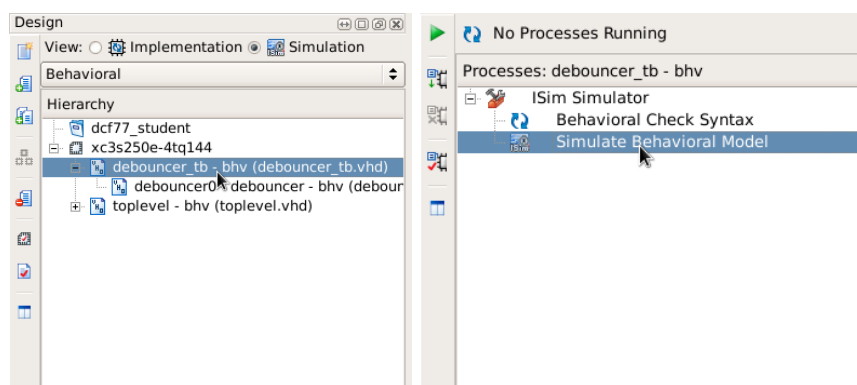 Design
View: Implementation Simulation
Behavioral
Hierarchy
dcf77_student
xc3s250e-4tq144
debouncer_tb - bhv (debouncer_tb.vhd)
debouncer0 - debouncer - bhv (deboun
toplevel - bhv (toplevel.vhd)
No Processes Running
Processes: debouncer_tb - bhv
ISim Simulator
Behavioral Check Syntax
Simulate Behavioral Model